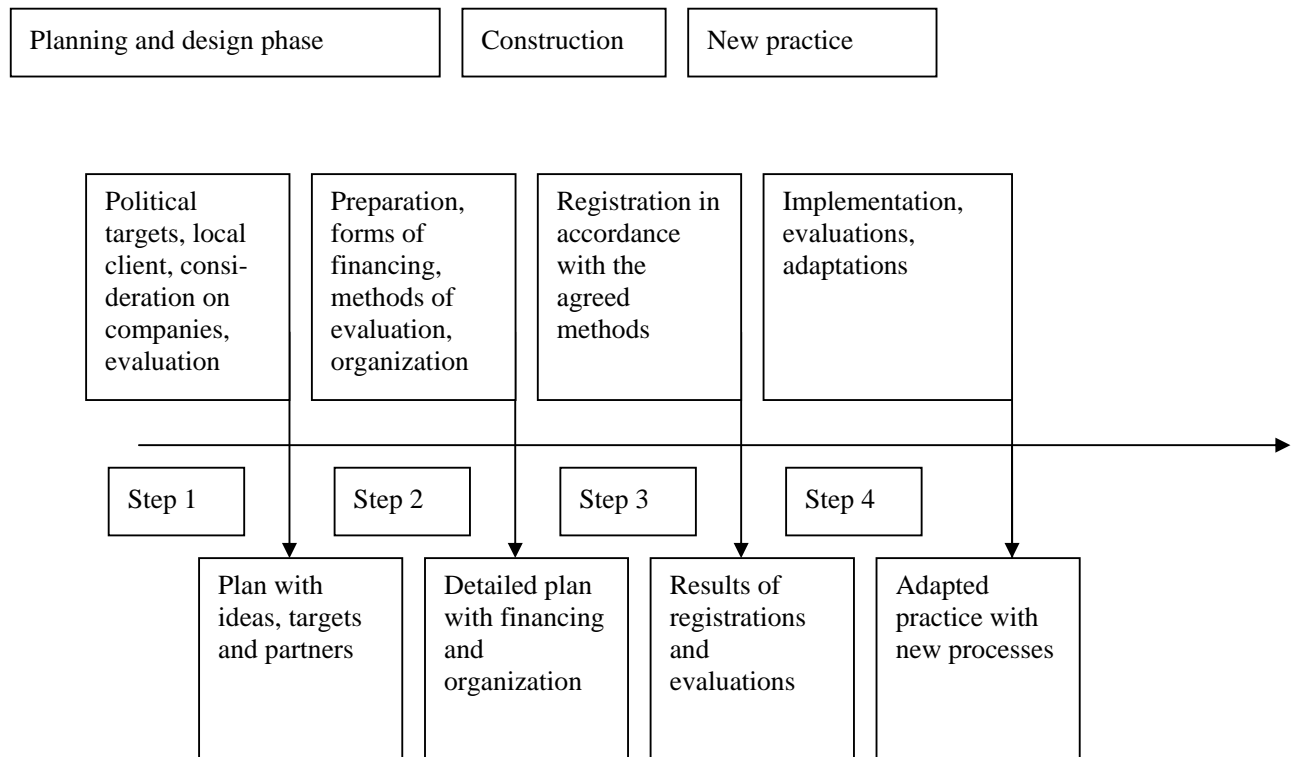 Planning and design phase
Construction
New practice
Political
targets, local
client, consi-
deration on
companies,
evaluation
Preparation,
forms of
financing,
methods of
evaluation,
organization
Registration in
accordance
with the
agreed
methods
Implementation,
evaluations,
adaptations
Step 1
Step 2
Step 3
Step 4
Plan with
ideas, targets
and partners
Detailed plan
with financing
and
organization
Results of
registrations
and
evaluations
Adapted
practice with
new processes